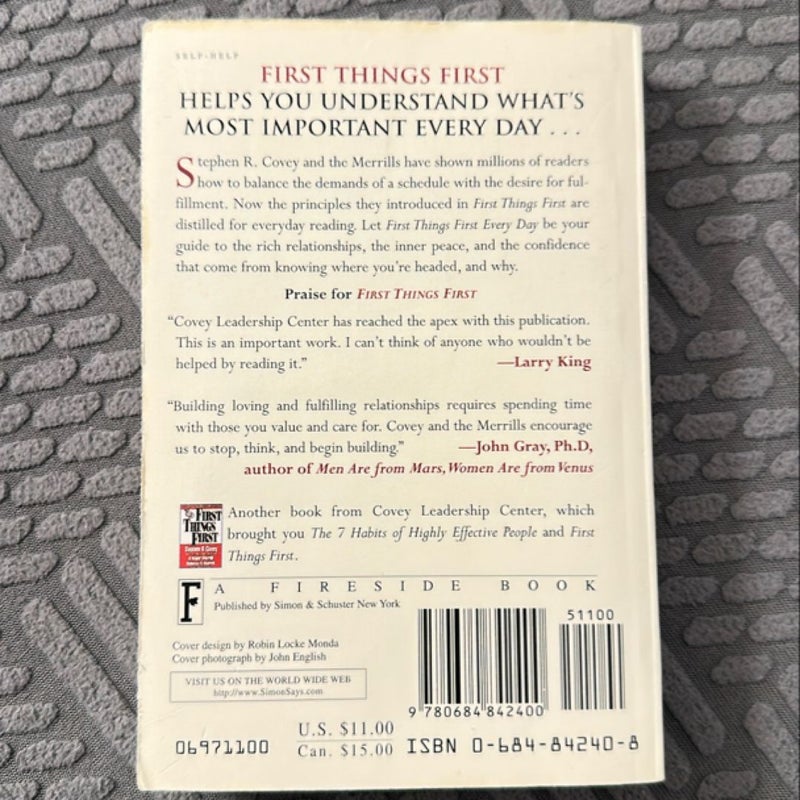 SELF-HELP
FIRST THINGS FIRST
HELPS YOU UNDERSTAND WHAT'S
MOST IMPORTANT EVERY DAY . . .
Stephen R. Covey and the Merrills have shown millions of readers
how to balance the demands of a schedule with the desire for ful-
fillment. Now the principles they introduced in First Things First are
distilled for everyday reading. Let First Things First Every Day be your
guide to the rich relationships, the inner peace, and the confidence
that come from knowing where you're headed, and why.
Praise for FIRST THINGS FIRST
"Covey Leadership Center has reached the apex with this publication.
This is an important work. I can't think of anyone who wouldn't be
helped by reading it." —Larry King
"Building loving and fulfilling relationships requires spending time
with those you value and care for. Covey and the Merrills encourage
us to stop, think, and begin building." —John Gray, Ph.D,
author of Men Are from Mars, Women Are from Venus
FIRST
THINGS
FIRST
Stephen R. Covey
Another book from Covey Leadership Center, which
brought you The 7 Habits of Highly Effective People and First
Things First.
F
A FIRESIDE BOOK
Published by Simon & Schuster New York
Cover design by Robin Locke Monda
Cover photograph by John English
VISIT US ON THE WORLD WIDE WEB
http://www.SimonSays.com
51100
9 780684 842400
06971100
U.S. $11.00
Can. $15.00
ISBN 0-684-84240-8